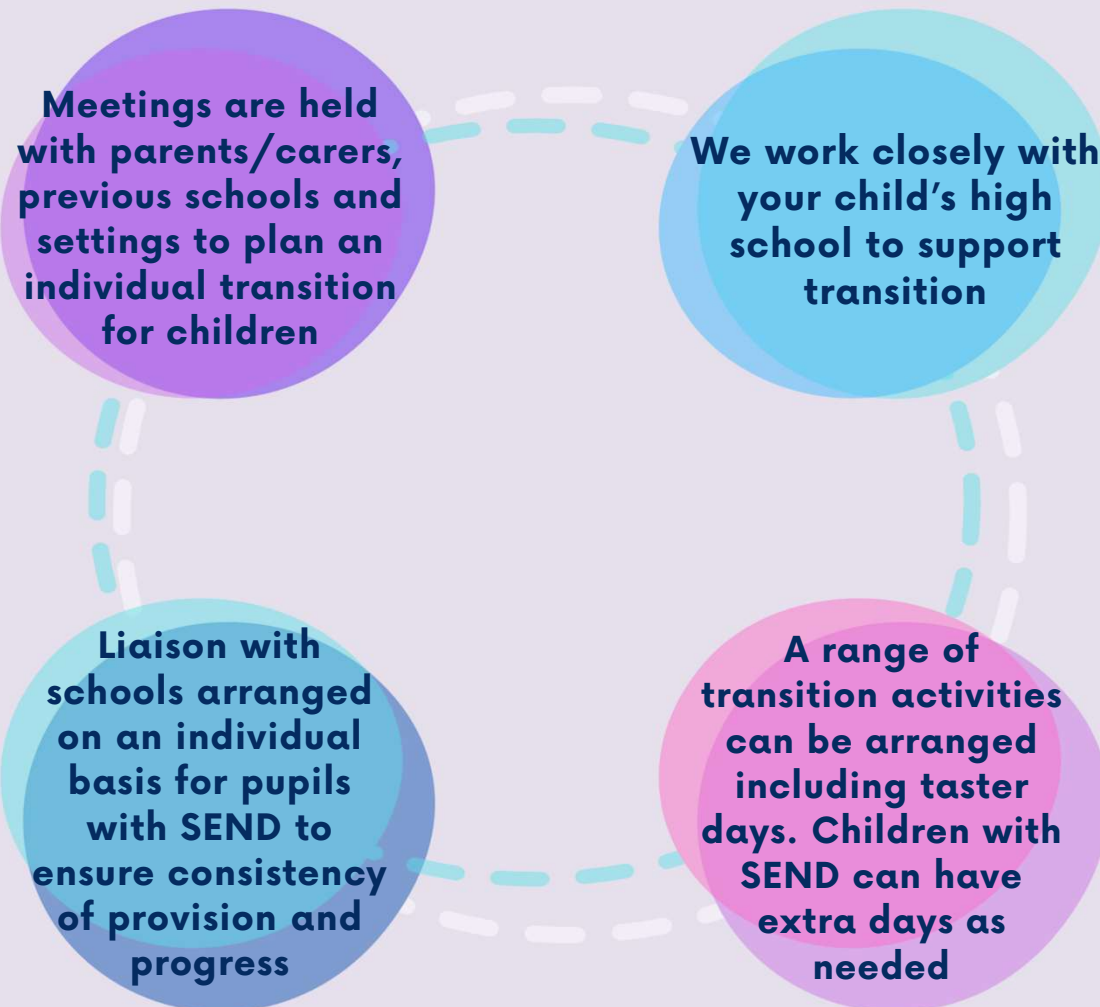 Meetings are held
with parents/carers,
previous schools and
settings to plan an
individual transition
for children
We work closely with
your child's high
school to support
transition
Liaison with
schools arranged
on an individual
basis for pupils
with SEND to
ensure consistency
of provision and
progress
A range of
transition activities
can be arranged
including taster
days. Children with
SEND can have
extra days as
needed